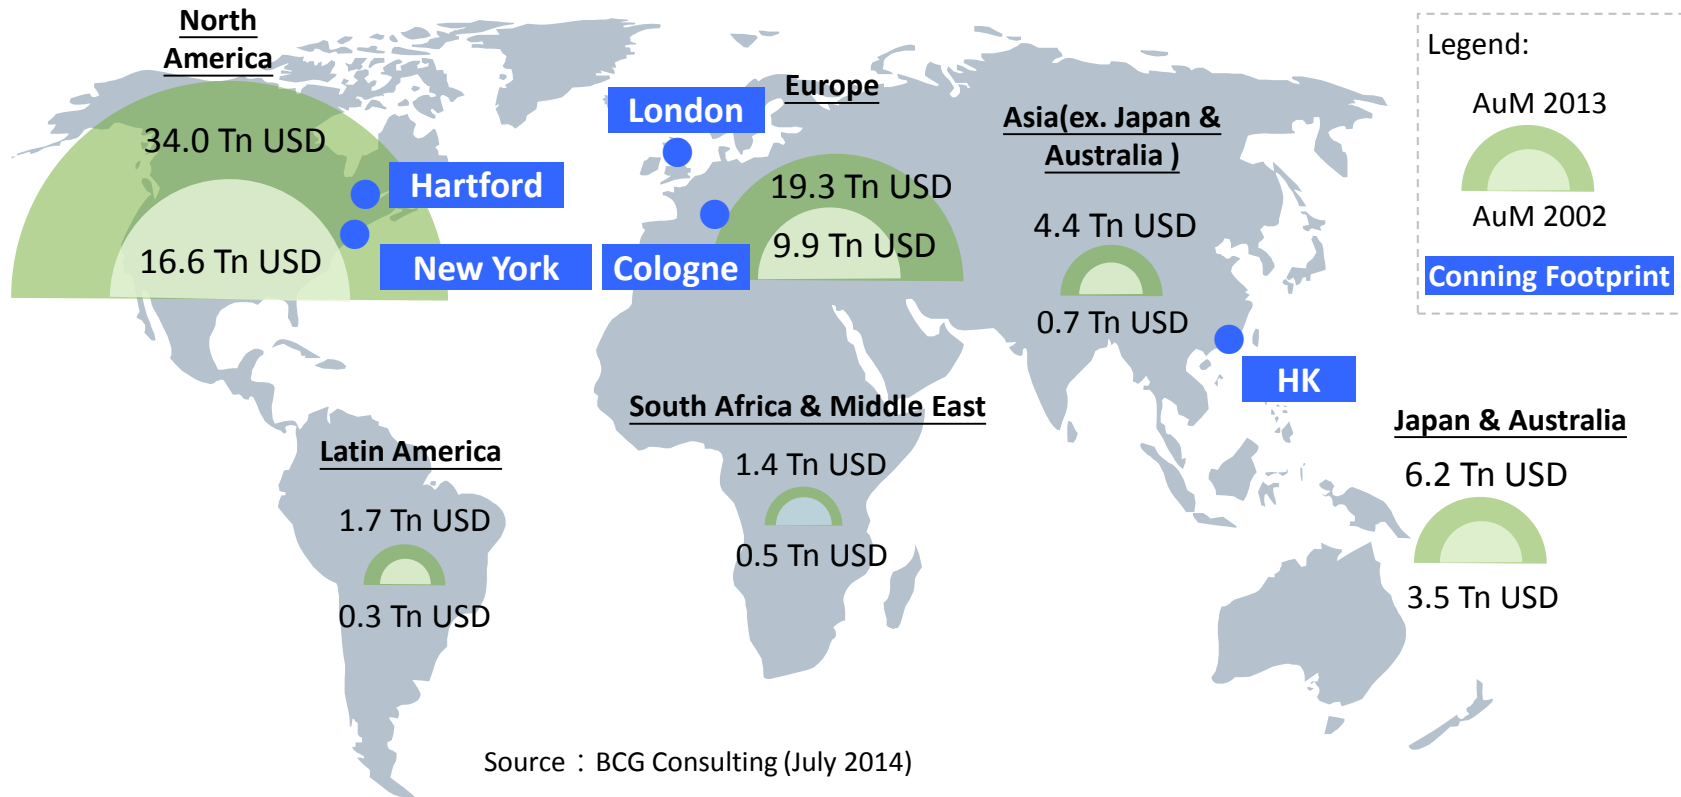 North
America
34.0 Tn USD
16.6 Tn USD
Hartford
New York
London
Cologne
Europe
19.3 Tn USD
9.9 Tn USD
Asia(ex. Japan &
Australia )
4.4 Tn USD
0.7 Tn USD
HK
Legend:
AuM 2013
AuM 2002
Conning Footprint
Latin America
1.7 Tn USD
0.3 Tn USD
South Africa & Middle East
1.4 Tn USD
0.5 Tn USD
Japan & Australia
6.2 Tn USD
3.5 Tn USD
Source：BCG Consulting (July 2014)